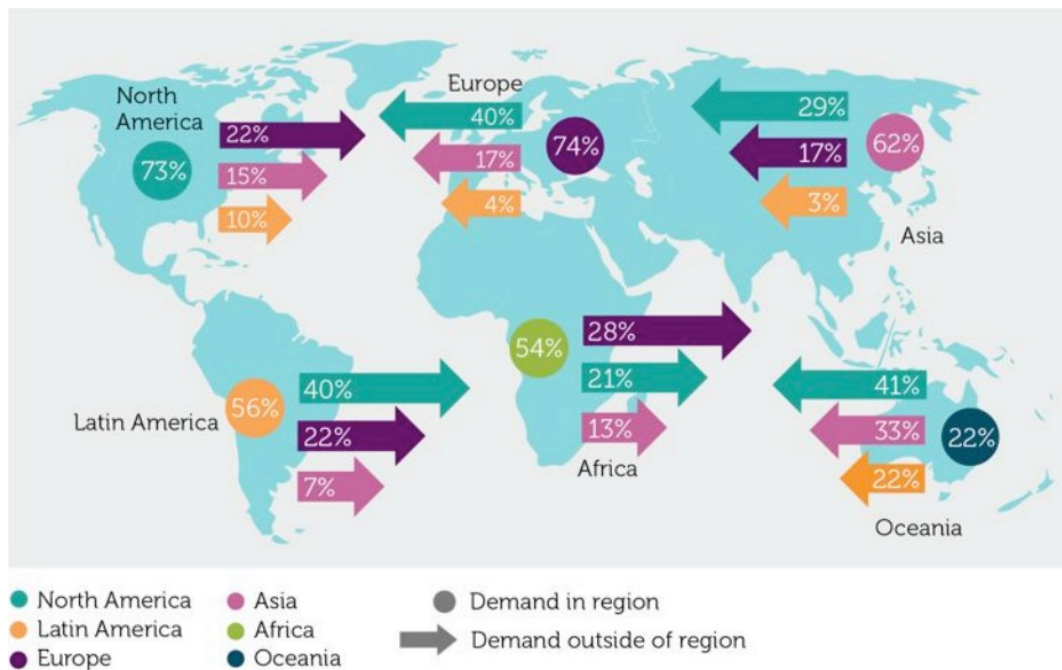 North
America
73%
22%
15%
10%
Europe
40%
17%
4%
74%
29%
17%
3%
62%
Asia
Latin America
56%
40%
22%
7%
54%
28%
21%
13%
Africa
41%
33%
22%
22%
Oceania
North America
Latin America
Europe
Asia
Africa
Oceania
Demand in region
Demand outside of region